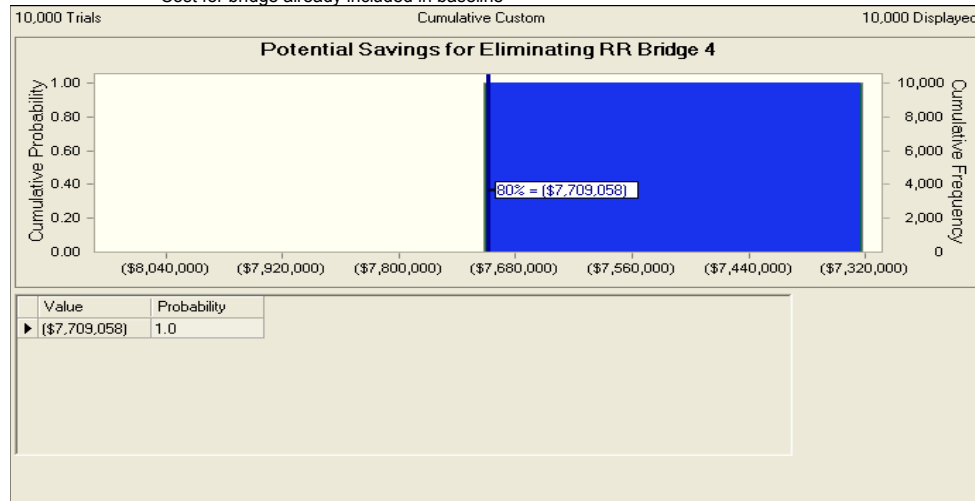 Cost for bridge already included in baseline
10,000 Trials Cumulative Custom 10,000 Displayed
Potential Savings for Eliminating RR Bridge 4
Cumulative Probability
1.00
0.80
0.60
0.40
0.20
0.00
80% = ($7,709,058)
10,000
8,000
6,000
4,000
2,000
0
Cumulative Frequency
($8,040,000) ($7,920,000) ($7,800,000) ($7,680,000) ($7,560,000) ($7,440,000) ($7,320,000)
Value Probability
($7,709,058) 1.0